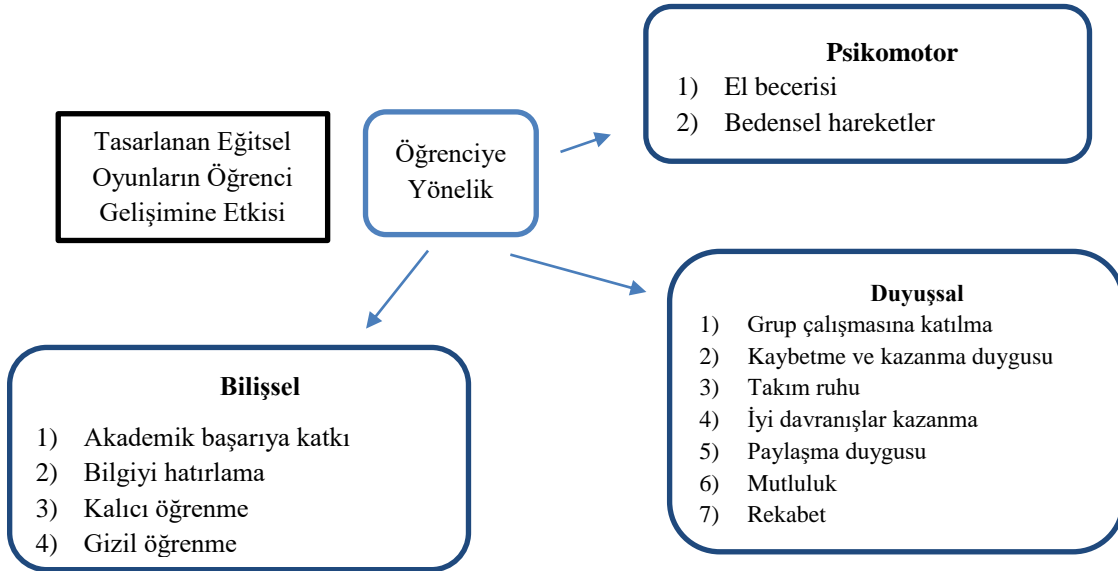 Tasarlanan Eğitsel
Oyunların Öğrenci
Gelişimine Etkisi
Öğrenciye
Yönelik
Psikomotor
1) El becerisi
2) Bedensel hareketler
Bilişsel
1) Akademik başarıya katkı
2) Bilgiyi hatırlama
3) Kalıcı öğrenme
4) Gizil öğrenme
Duyuşsal
1) Grup çalışmasına katılma
2) Kaybetme ve kazanma duygusu
3) Takım ruhu
4) İyi davranışlar kazanma
5) Paylaşma duygusu
6) Mutluluk
7) Rekabet